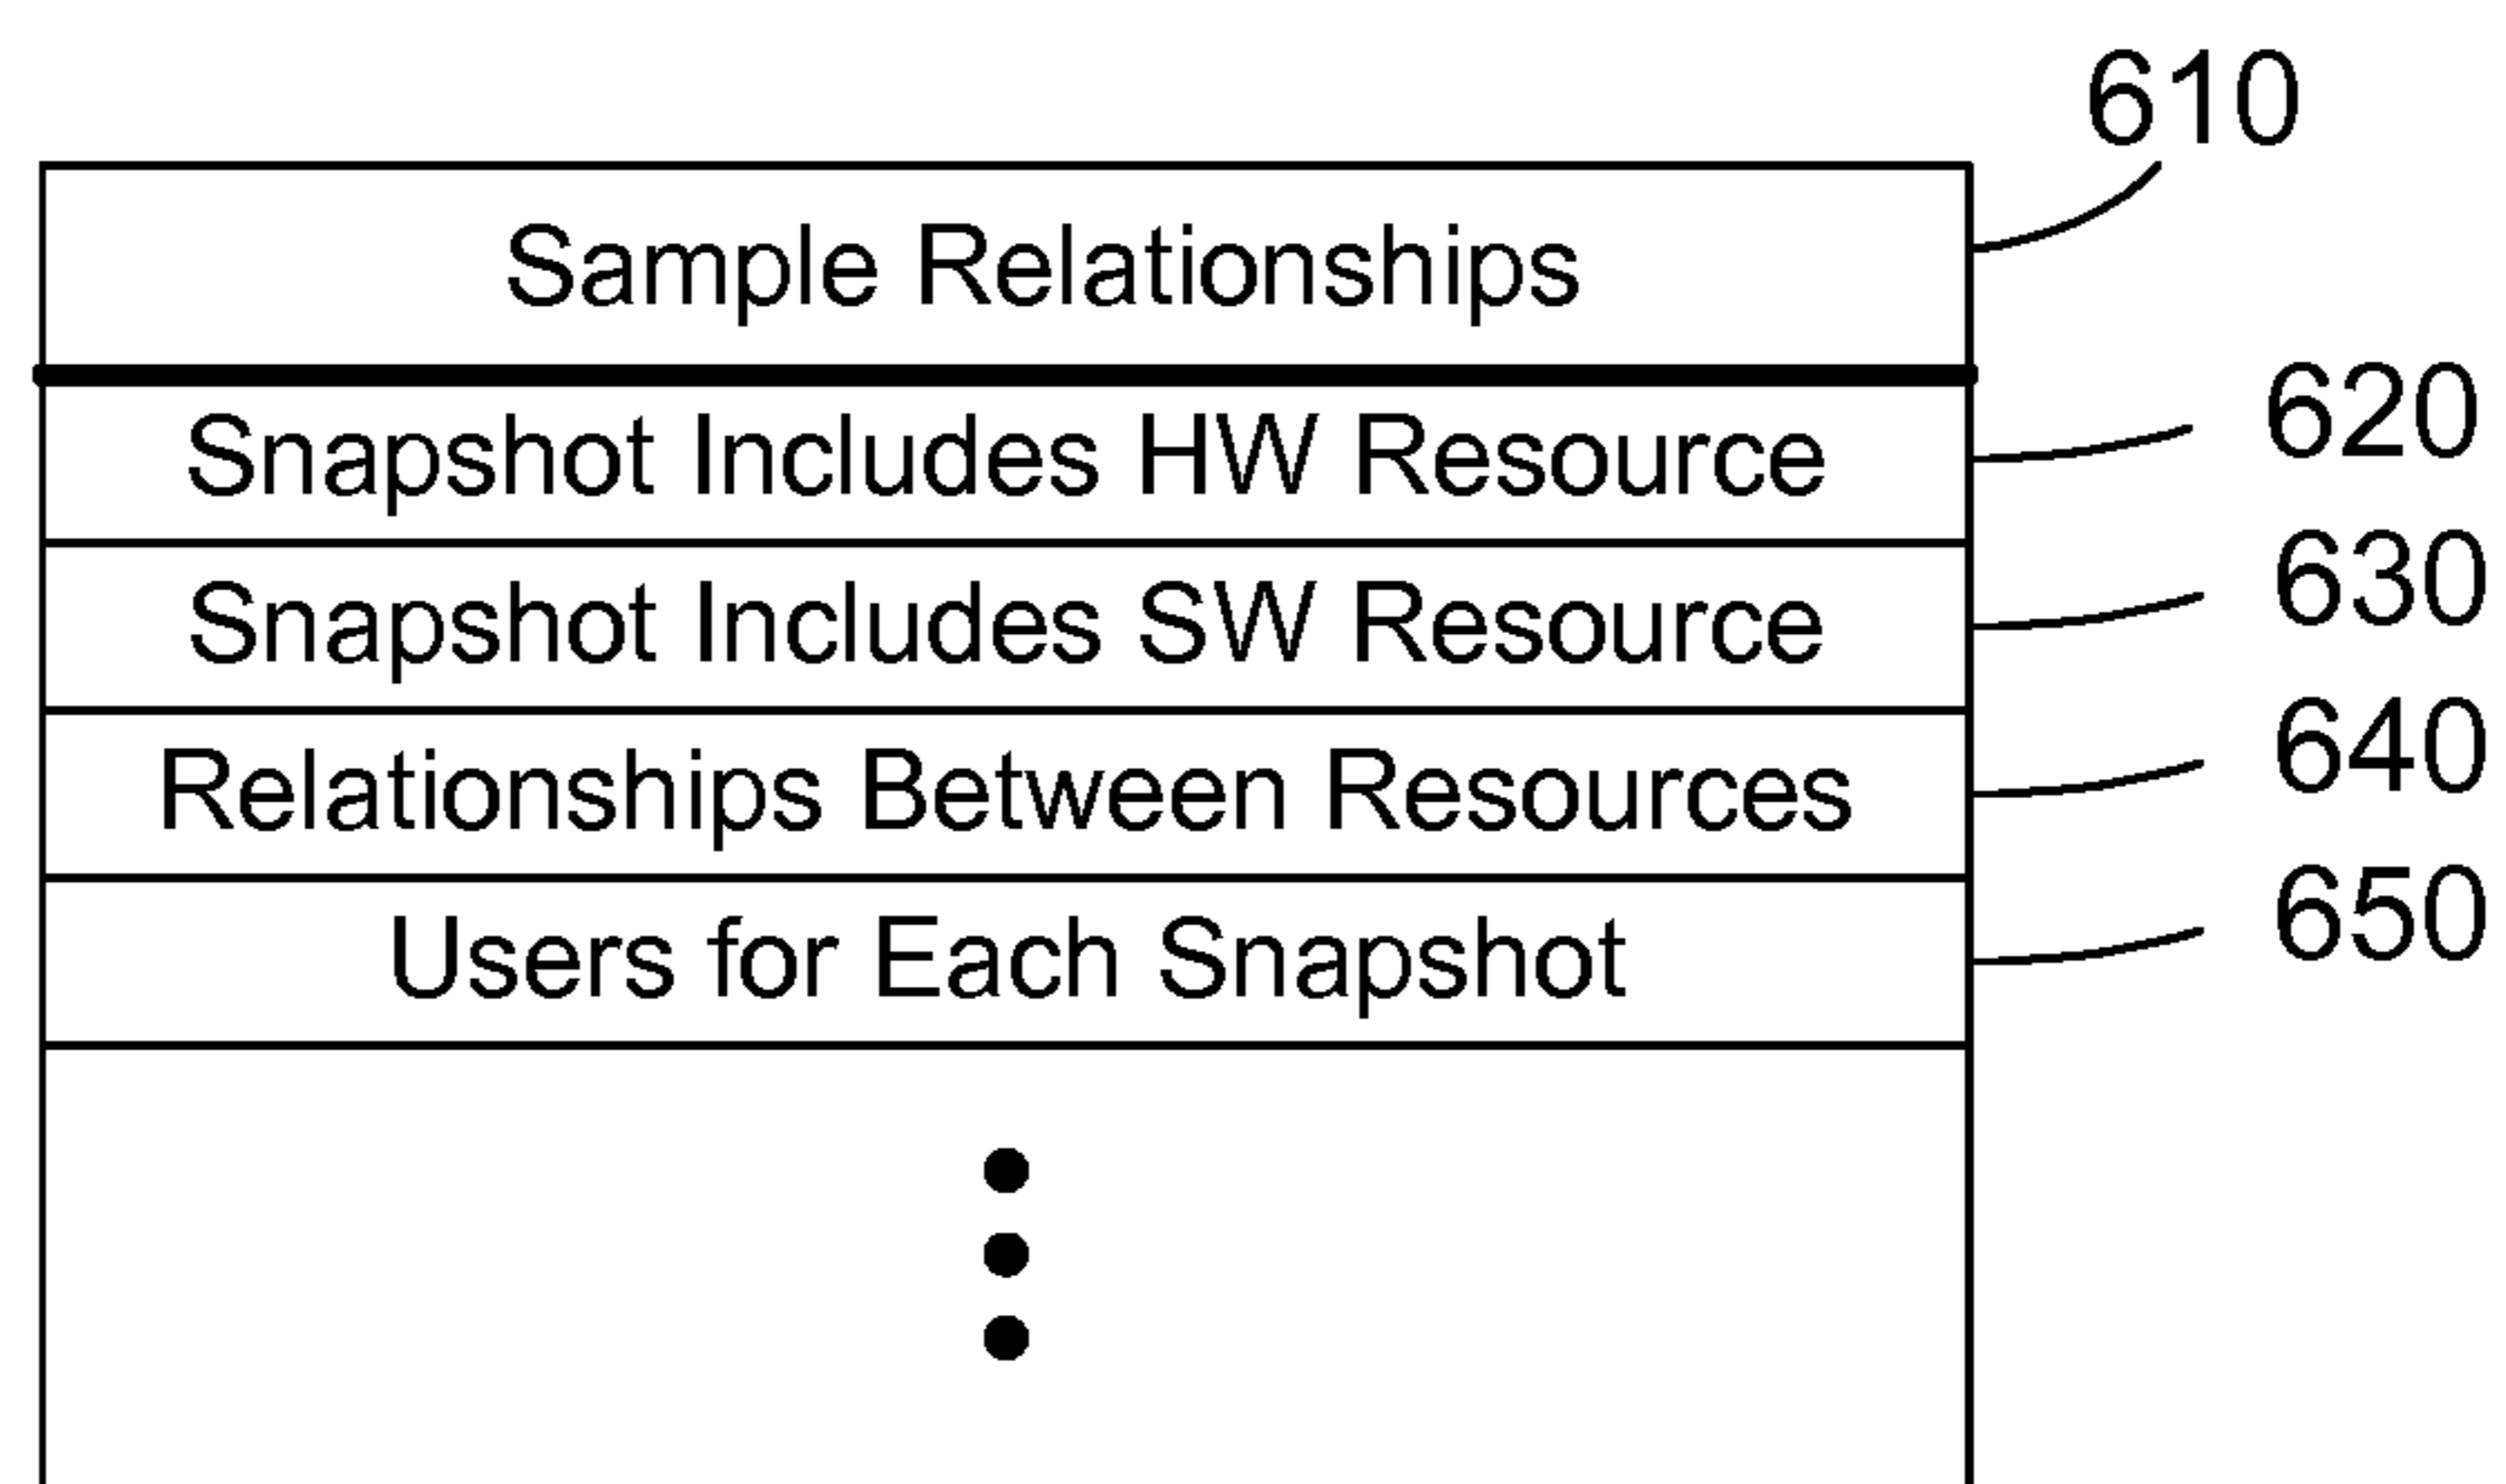 610
Sample Relationships
Snapshot Includes HW Resource 620
Snapshot Includes SW Resource 630
Relationships Between Resources 640
Users for Each Snapshot 650